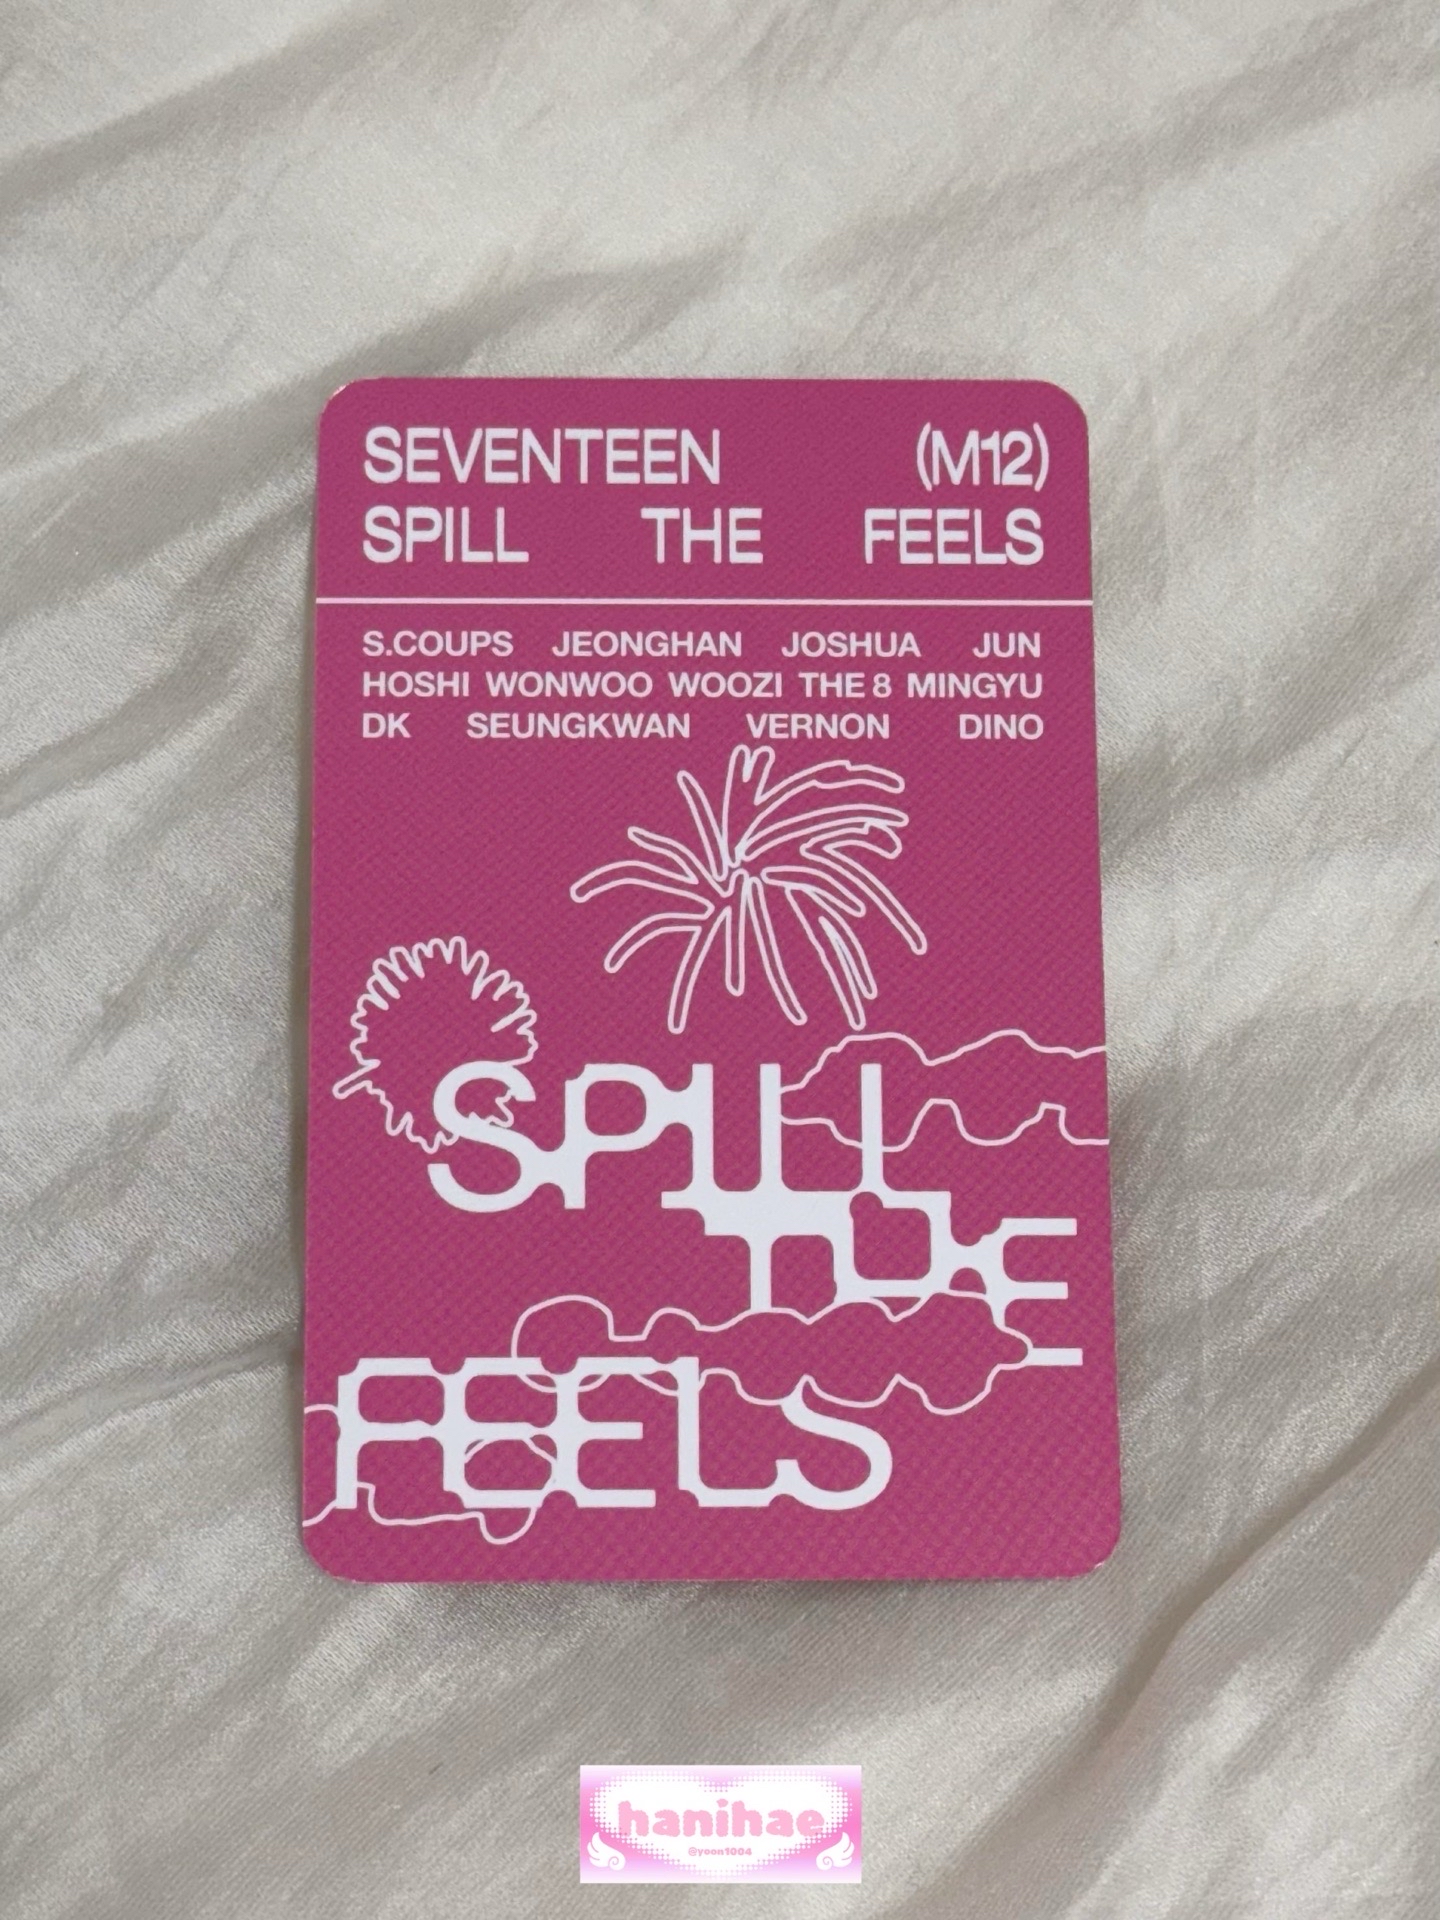 SEVENTEEN (M12)
SPILL THE FEELS
S.COUPS JEONGHAN JOSHUA JUN
HOSHI WONWOO WOOZI THE 8 MINGYU
DK SEUNGKWAN VERNON DINO
SPILL
THE
FEELS
hanihae
@yoon1004